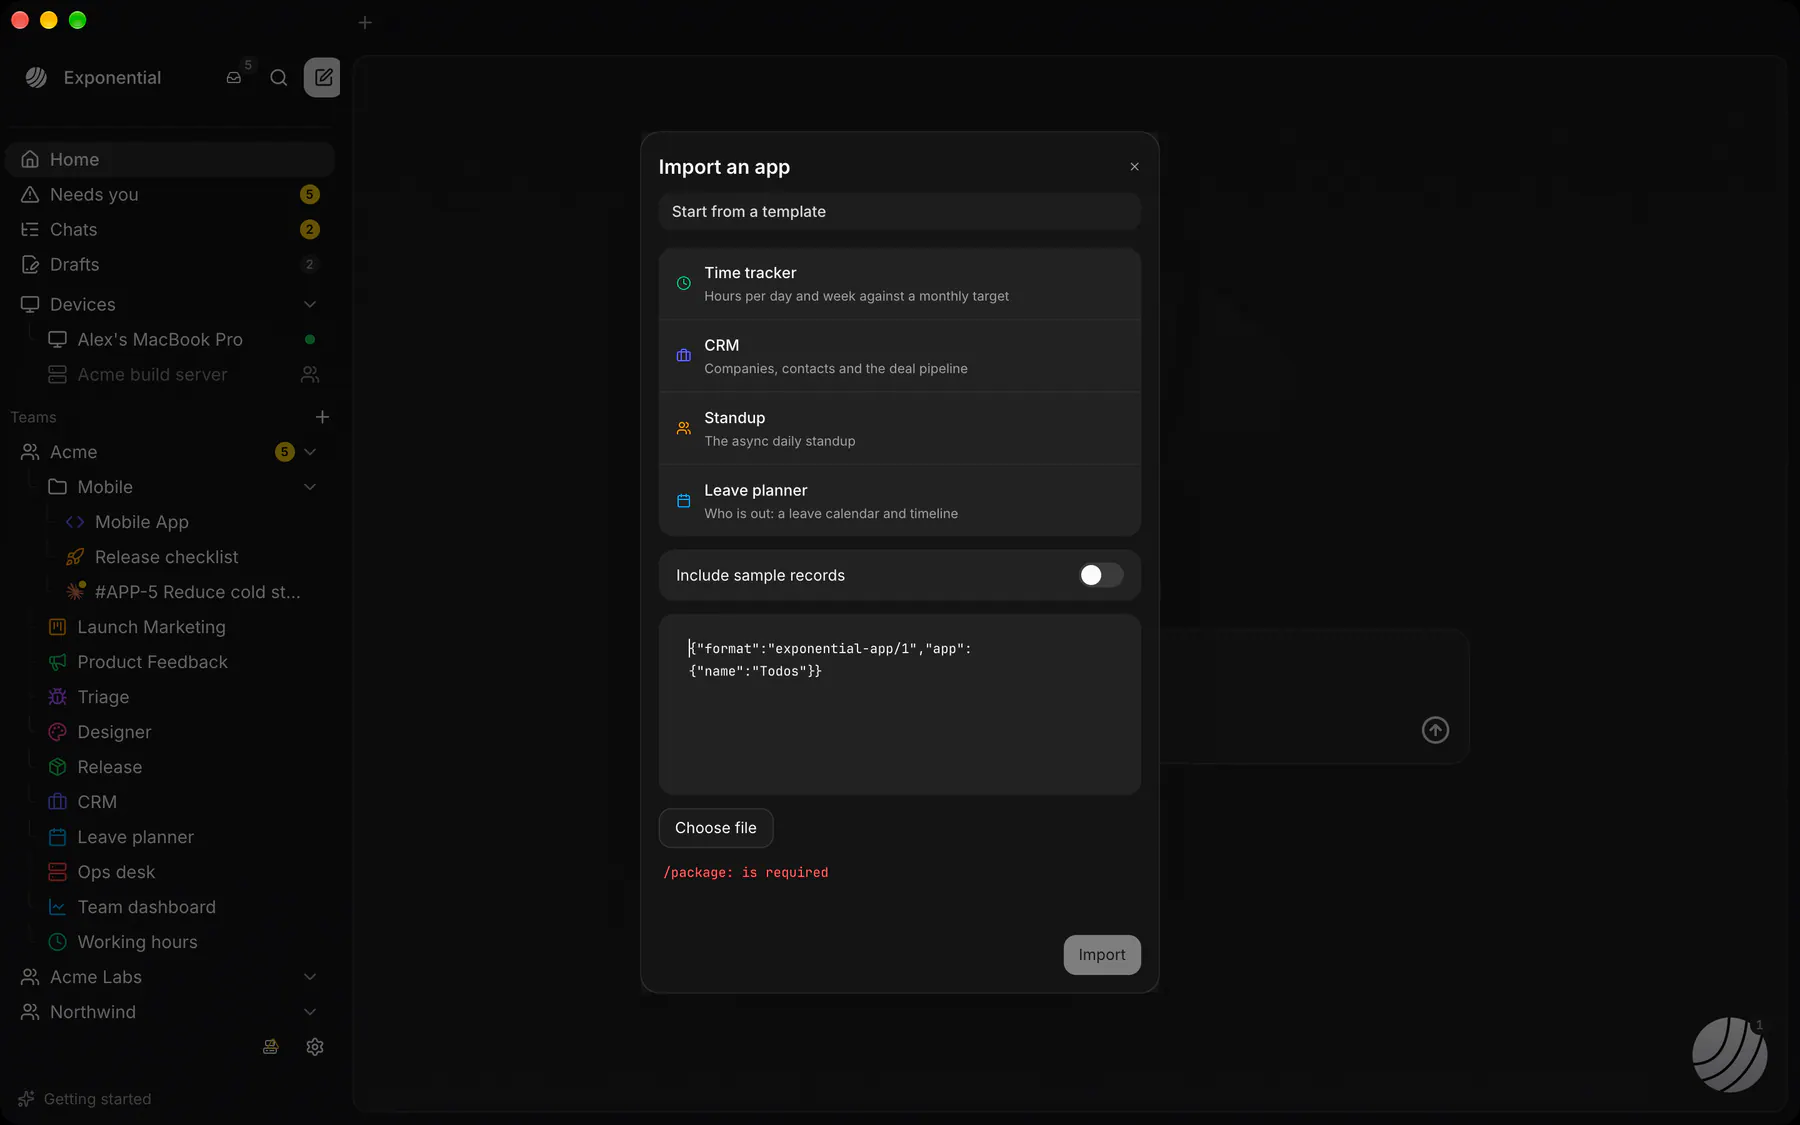 Exponential
5
Home
Needs you
5
Chats
2
Drafts
2
Devices
Alex's MacBook Pro
Acme build server
Teams
Acme
5
Mobile
Mobile App
Release checklist
#APP-5 Reduce cold st...
Launch Marketing
Product Feedback
Triage
Designer
Release
CRM
Leave planner
Ops desk
Team dashboard
Working hours
Acme Labs
Northwind
Getting started
Import an app
Start from a template
Time tracker
Hours per day and week against a monthly target
CRM
Companies, contacts and the deal pipeline
Standup
The async daily standup
Leave planner
Who is out: a leave calendar and timeline
Include sample records
{"format":"exponential-app/1","app":
{"name":"Todos"}}
Choose file
/package: is required
Import
1